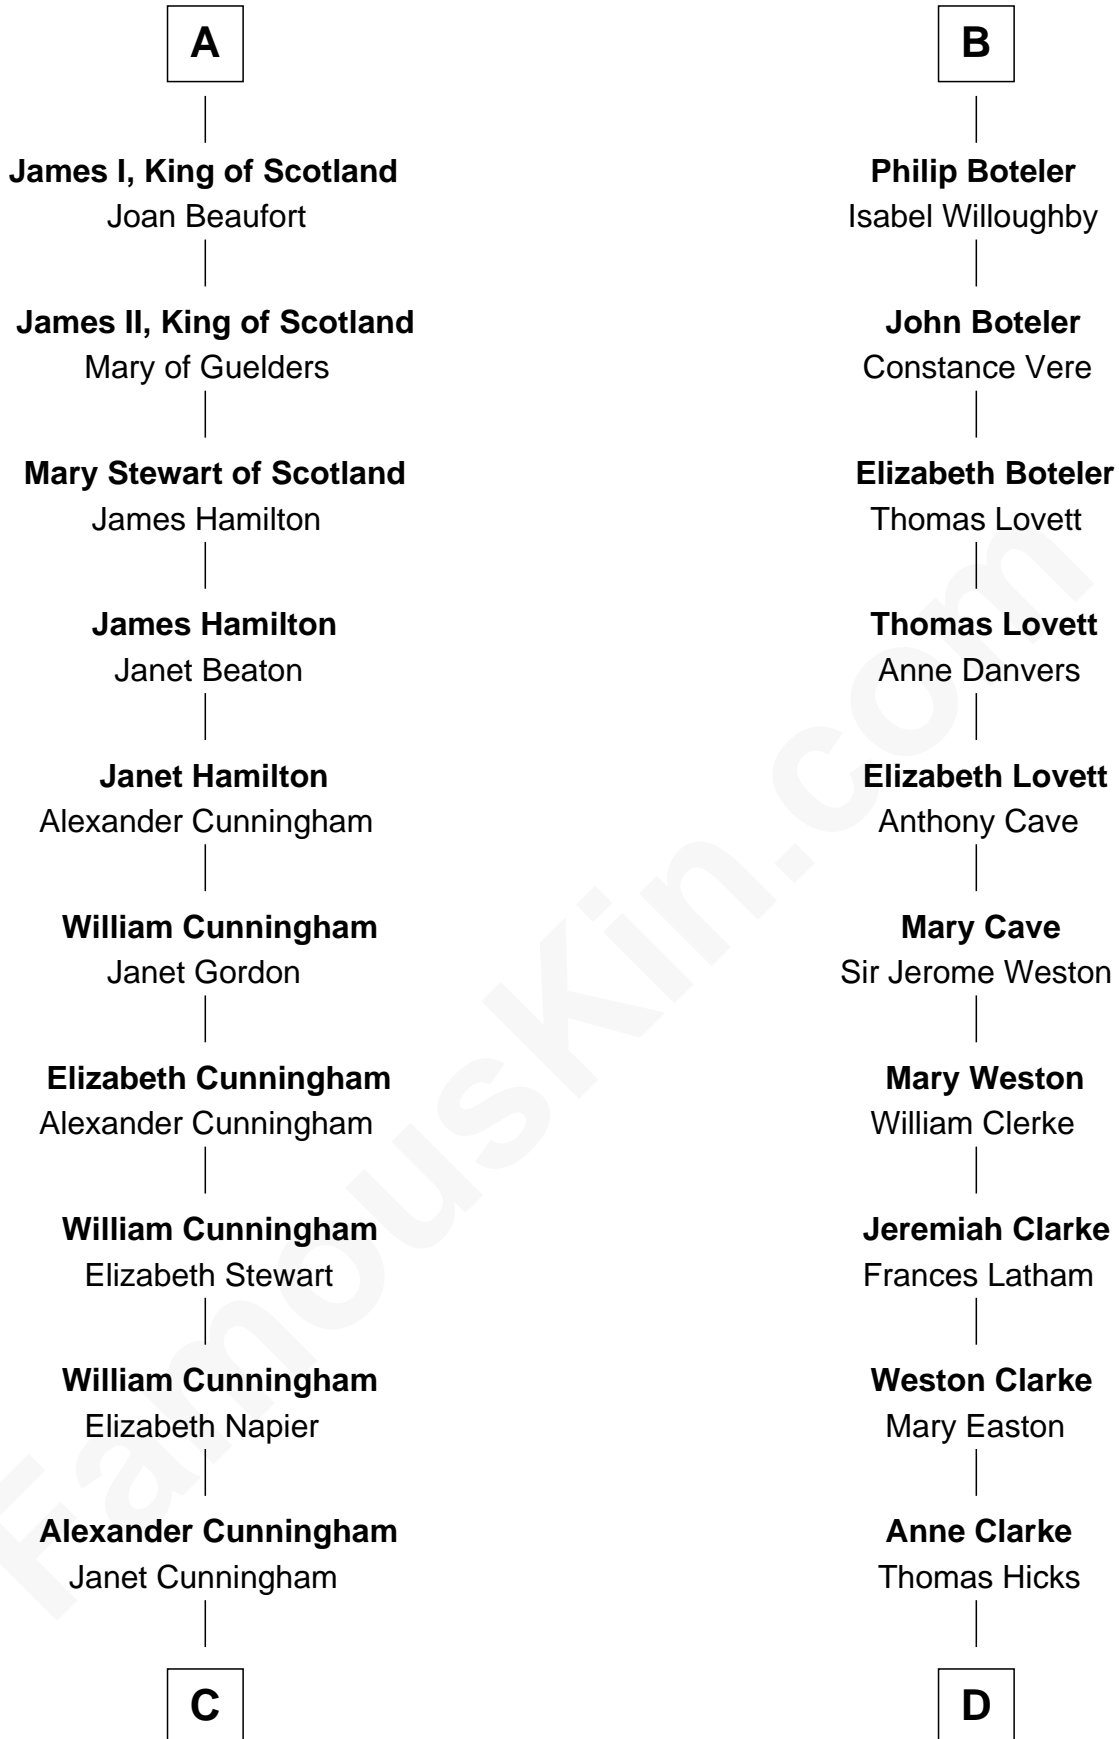 A
James I, King of Scotland
Joan Beaufort
James II, King of Scotland
Mary of Guelders
Mary Stewart of Scotland
James Hamilton
James Hamilton
Janet Beaton
Janet Hamilton
Alexander Cunningham
William Cunningham
Janet Gordon
Elizabeth Cunningham
Alexander Cunningham
William Cunningham
Elizabeth Stewart
William Cunningham
Elizabeth Napier
Alexander Cunningham
Janet Cunningham
C
B
Philip Boteler
Isabel Willoughby
John Boteler
Constance Vere
Elizabeth Boteler
Thomas Lovett
Thomas Lovett
Anne Danvers
Elizabeth Lovett
Anthony Cave
Mary Cave
Sir Jerome Weston
Mary Weston
William Clerke
Jeremiah Clarke
Frances Latham
Weston Clarke
Mary Easton
Anne Clarke
Thomas Hicks
D
FamousKin.com